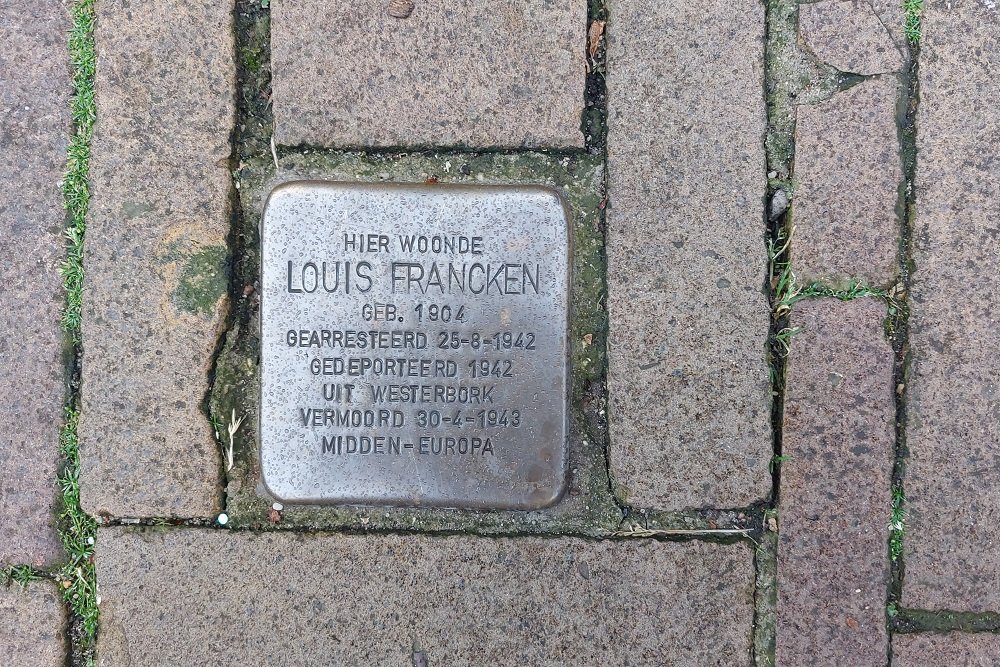 HIER WOONDE
LOUIS FRANCKEN
GEB. 1904
GEARRESTEERD 25-8-1942
GEDEPORTEERD 1942
UIT WESTERBORK
VERMOORD 30-4-1943
MIDDEN-EUROPA